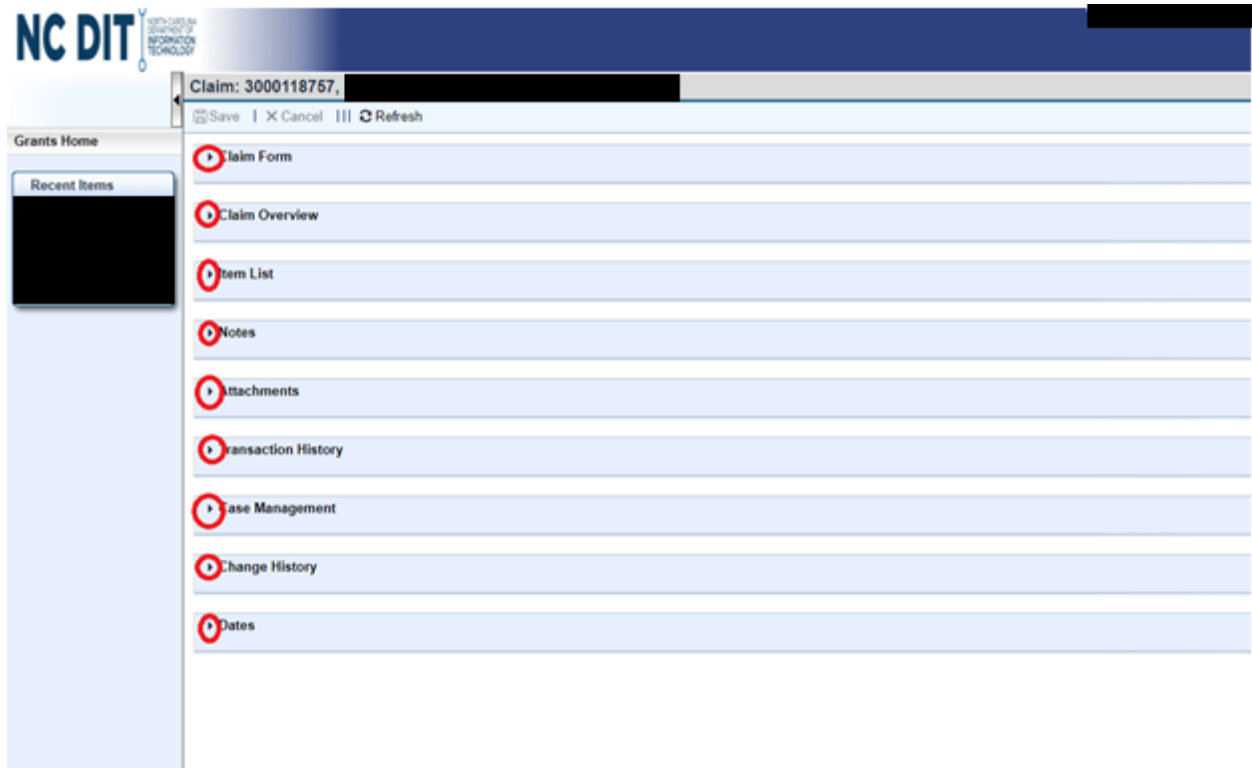 NC DIT
NORTH CAROLINA
DEPARTMENT OF
INFORMATION
TECHNOLOGY
Claim: 3000118757,
Save | Cancel ||| Refresh
Grants Home
Recent Items
Claim Form
Claim Overview
Item List
Notes
Attachments
Transaction History
Case Management
Change History
Dates